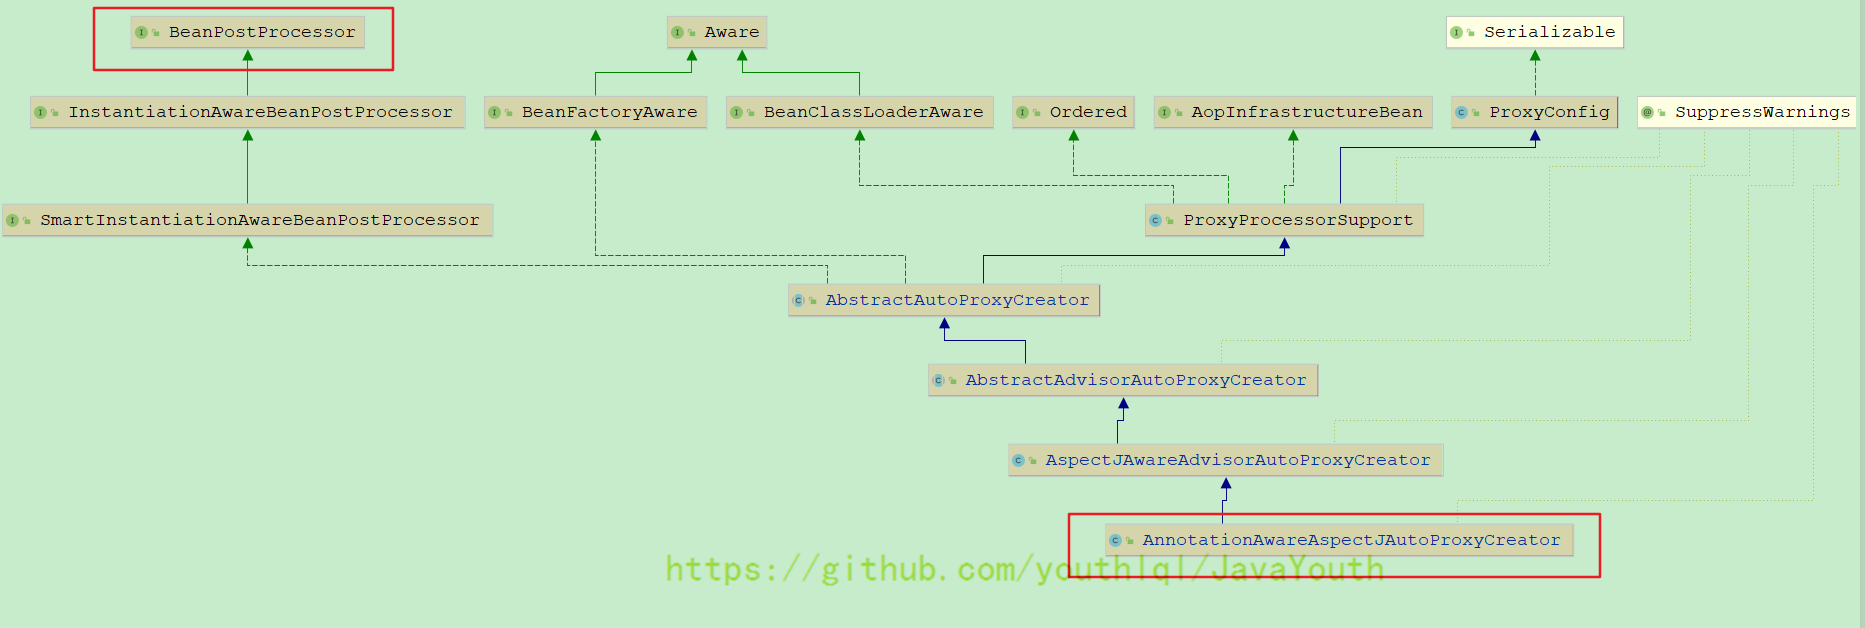 BeanPostProcessor
Aware
Serializable
InstantiationAwareBeanPostProcessor
BeanFactoryAware
BeanClassLoaderAware
Ordered
AopInfrastructureBean
ProxyConfig
SuppressWarnings
SmartInstantiationAwareBeanPostProcessor
ProxyProcessorSupport
AbstractAutoProxyCreator
AbstractAdvisorAutoProxyCreator
AspectJAwareAdvisorAutoProxyCreator
AnnotationAwareAspectJAutoProxyCreator
https://github.com/youthlql/JavaYouth